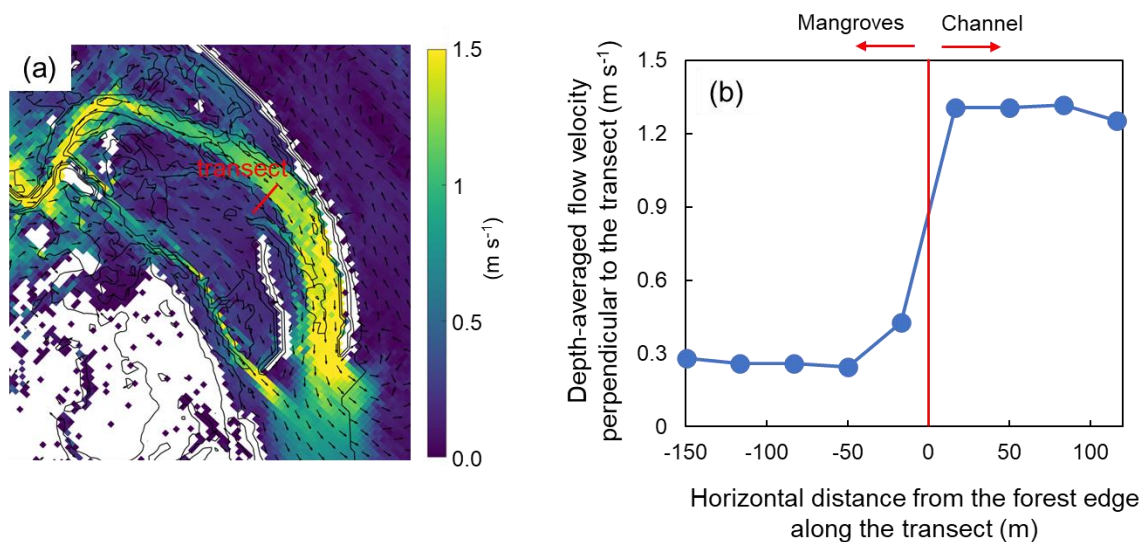 (a)
transect
1.5
1
0.5
0.0
(m s⁻¹)
Mangroves
Channel
(b)
Depth-averaged flow velocity
perpendicular to the transect (m s⁻¹)
1.5
1.2
0.9
0.6
0.3
0
-150
-100
-50
0
50
100
Horizontal distance from the forest edge
along the transect (m)